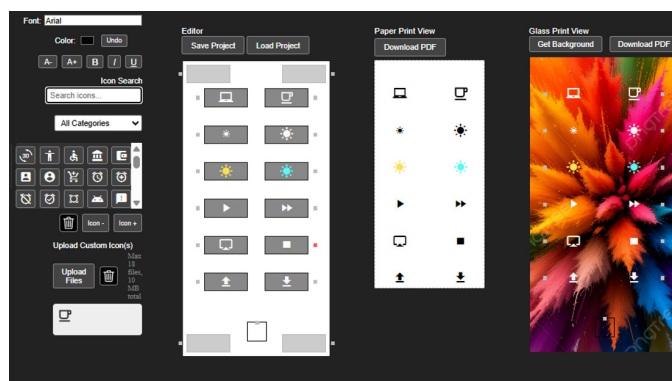 Font: Arial
Color: Undo
A- A+ B I U
Icon Search
Search icons...
All Categories
30
Icon - Icon +
Upload Custom Icon(s)
Upload
Files
Max
18
files,
10
MB
total
Editor
Save Project Load Project
Paper Print View
Download PDF
Glass Print View
Get Background Download PDF